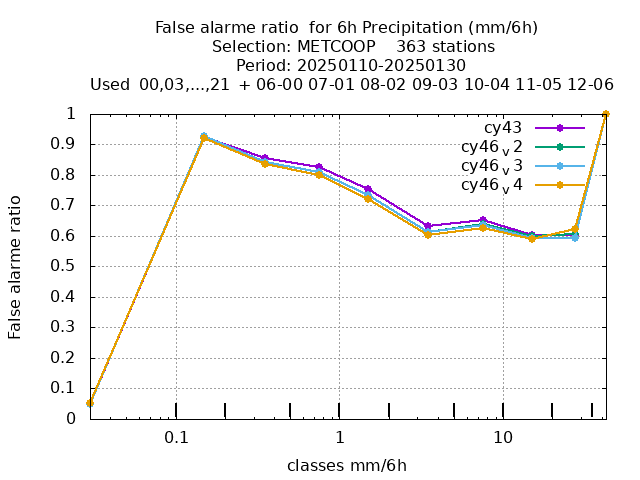 False alarme ratio  for 6h Precipitation (mm/6h)
Selection: METCOOP    363 stations
Period: 20250110-20250130
Used  00,03,...,21  + 06-00 07-01 08-02 09-03 10-04 11-05 12-06
1
0.9
0.8
0.7
0.6
0.5
0.4
0.3
0.2
0.1
0
False alarme ratio
cy43
cy46v2
cy46v3
cy46v4
0.1 1 10
classes mm/6h